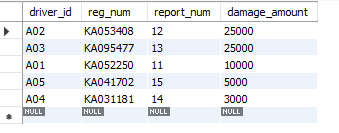 driver_id reg_num report_num damage_amount
A02 KA053408 12 25000
A03 KA095477 13 25000
A01 KA052250 11 10000
A05 KA041702 15 5000
A04 KA031181 14 3000
NULL NULL NULL NULL